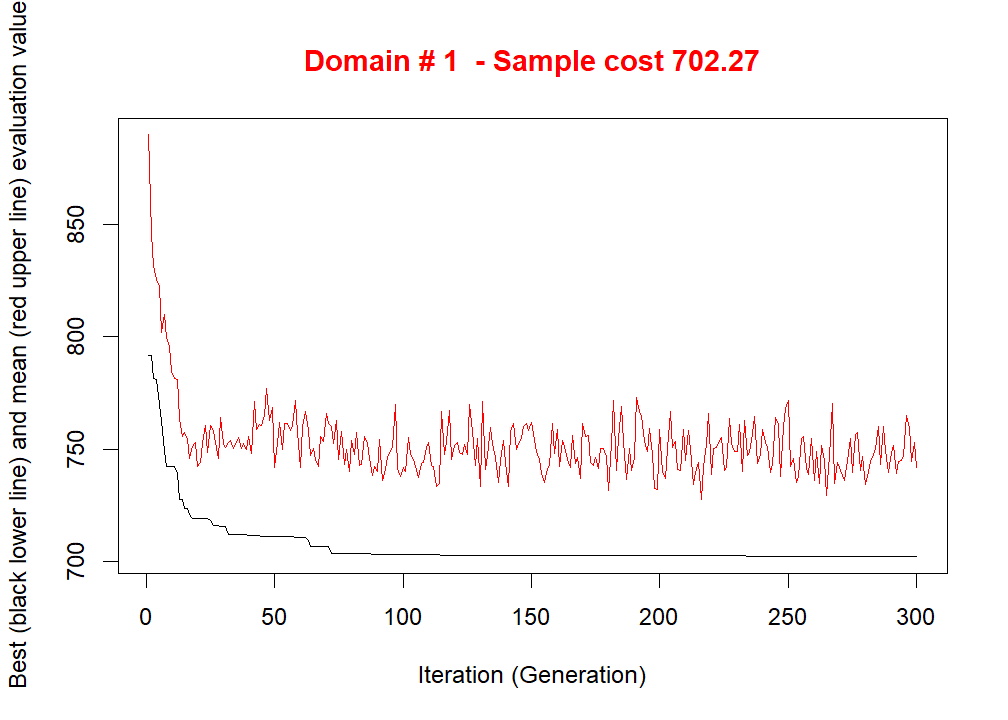 Domain # 1  - Sample cost 702.27
Best (black lower line) and mean (red upper line) evaluation value
850
800
750
700
0 50 100 150 200 250 300
Iteration (Generation)